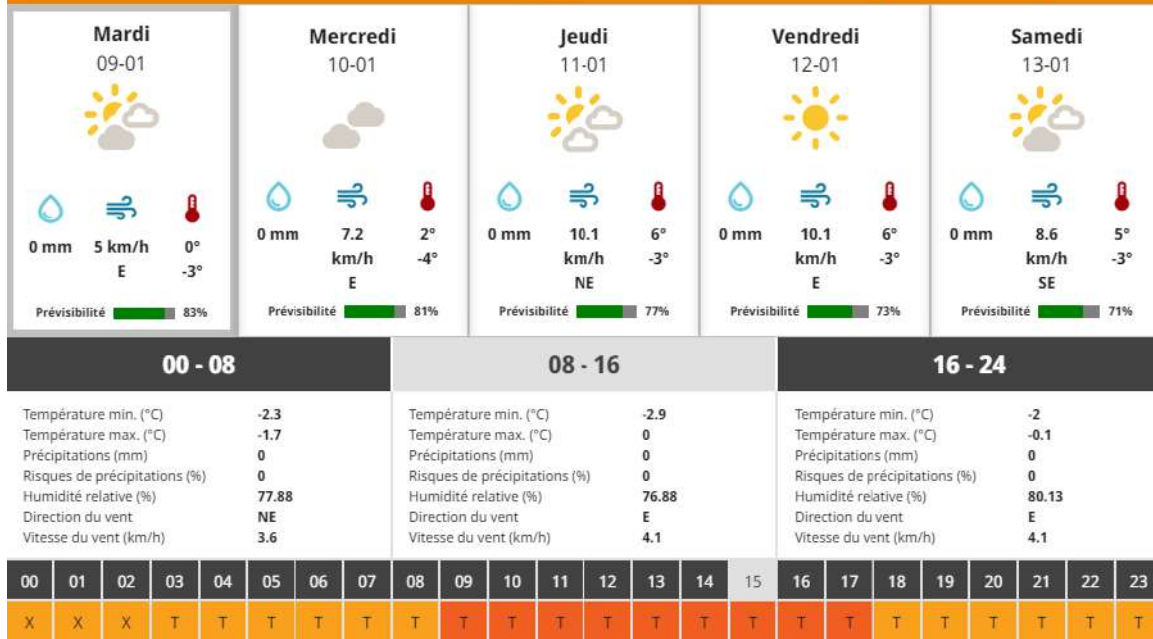 Mardi
09-01
0 mm 5 km/h 0°
E -3°
Prévisibilité 83%
Mercredi
10-01
0 mm 7.2 2°
km/h -4°
E
Prévisibilité 81%
Jeudi
11-01
0 mm 10.1 6°
km/h -3°
NE
Prévisibilité 77%
Vendredi
12-01
0 mm 10.1 6°
km/h -3°
E
Prévisibilité 73%
Samedi
13-01
0 mm 8.6 5°
km/h -3°
SE
Prévisibilité 71%
00 - 08
Température min. (°C) -2.3
Température max. (°C) -1.7
Précipitations (mm) 0
Risques de précipitations (%) 0
Humidité relative (%) 77.88
Direction du vent NE
Vitesse du vent (km/h) 3.6
08 - 16
Température min. (°C) -2.9
Température max. (°C) 0
Précipitations (mm) 0
Risques de précipitations (%) 0
Humidité relative (%) 76.88
Direction du vent E
Vitesse du vent (km/h) 4.1
16 - 24
Température min. (°C) -2
Température max. (°C) -0.1
Précipitations (mm) 0
Risques de précipitations (%) 0
Humidité relative (%) 80.13
Direction du vent E
Vitesse du vent (km/h) 4.1
00 01 02 03 04 05 06 07 08 09 10 11 12 13 14 15 16 17 18 19 20 21 22 23
X X X T T T T T T T T T T T T T T T T T T T T T